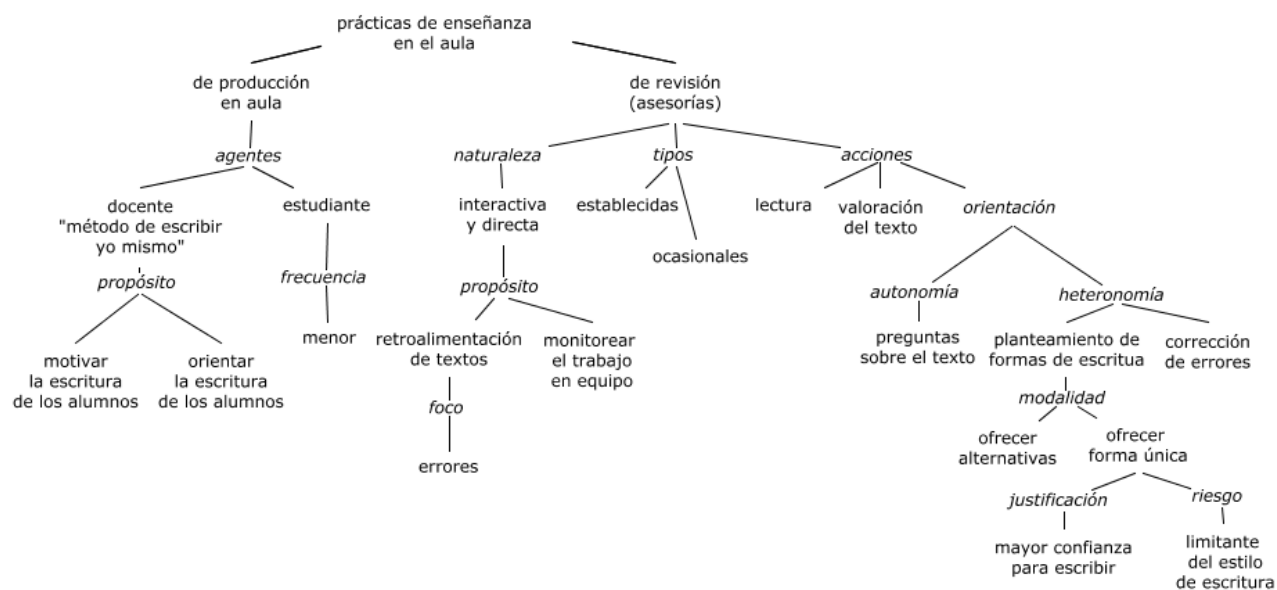 prácticas de enseñanza
en el aula
de producción
en aula
de revisión
(asesorías)
agentes
naturaleza
tipos
acciones
docente
"método de escribir
yo mismo"
estudiante
interactiva
y directa
establecidas
ocasionales
lectura
valoración
del texto
orientación
propósito
frecuencia
propósito
autonomía
heteronomía
motivar
la escritura
de los alumnos
orientar
la escritura
de los alumnos
menor
retroalimentación
de textos
monitorear
el trabajo
en equipo
preguntas
sobre el texto
planteamiento de
formas de escritua
corrección
de errores
foco
modalidad
errores
ofrecer
alternativas
ofrecer
forma única
justificación
riesgo
mayor confianza
para escribir
limitante
del estilo
de escritura